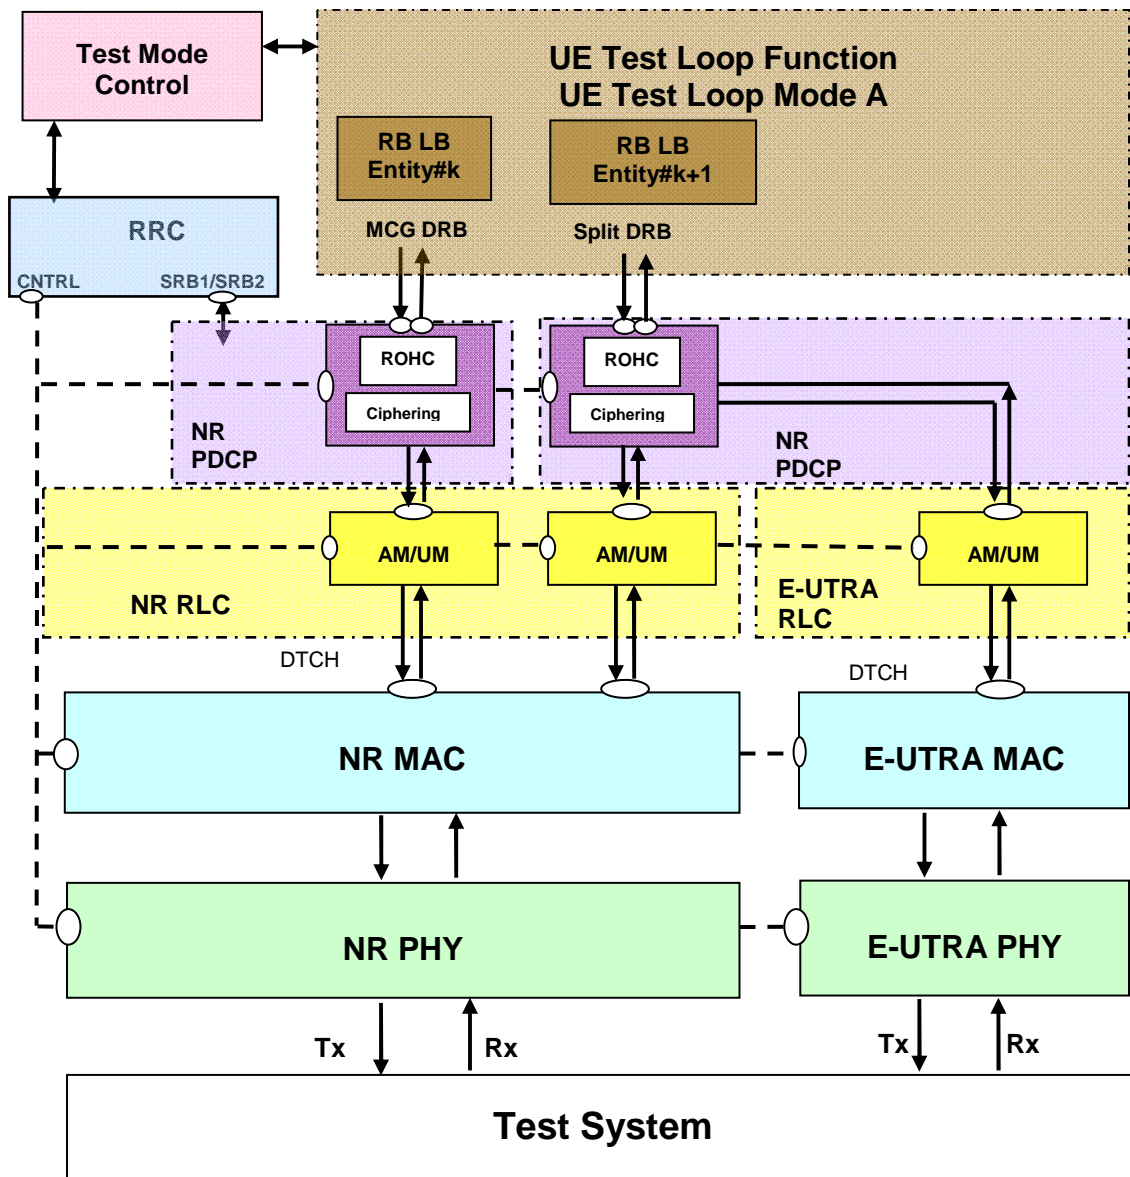 Test Mode
Control
UE Test Loop Function
UE Test Loop Mode A
RB LB
Entity#k
RB LB
Entity#k+1
MCG DRB
Split DRB
RRC
CNTRL
SRB1/SRB2
ROHC
Ciphering
NR
PDCP
ROHC
Ciphering
NR
PDCP
AM/UM
AM/UM
AM/UM
NR RLC
E-UTRA
RLC
DTCH
DTCH
NR MAC
E-UTRA MAC
NR PHY
E-UTRA PHY
Tx
Rx
Tx
Rx
Test System